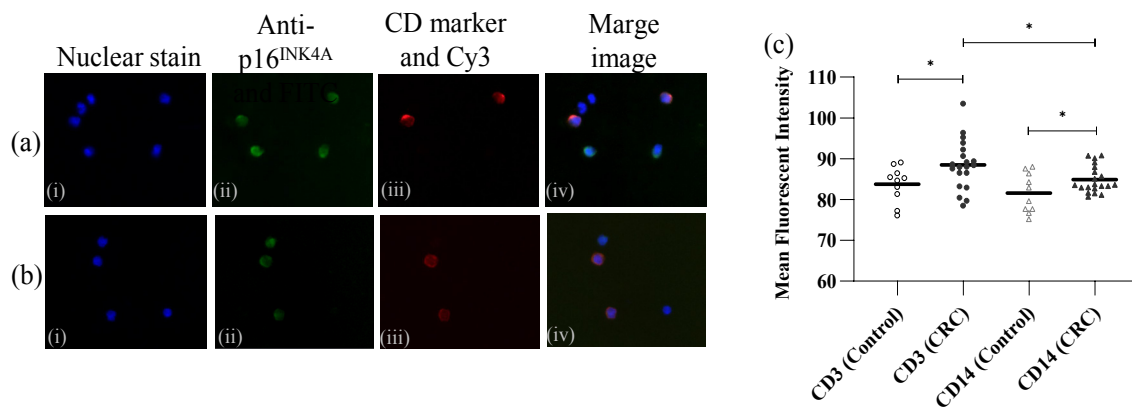 Nuclear stain
Anti-
p16INK4A
and FITC
CD marker
and Cy3
Marge
image
(a)
(i)
(ii)
(iii)
(iv)
(b)
(i)
(ii)
(iii)
(iv)
(c)
*
*
*
Mean Fluorescent Intensity
110
100
90
80
70
60
CD3 (Control)
CD3 (CRC)
CD14 (Control)
CD14 (CRC)